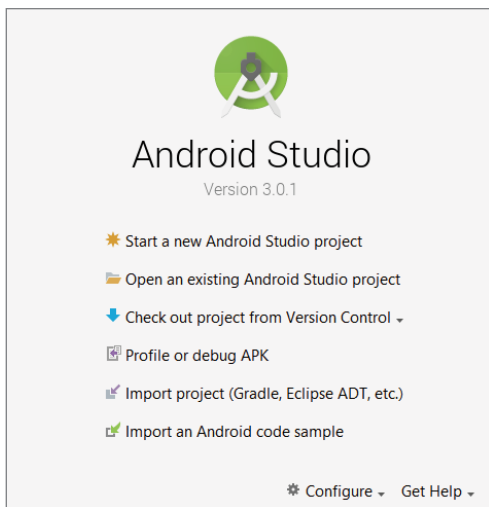 Android Studio
Version 3.0.1
Start a new Android Studio project
Open an existing Android Studio project
Check out project from Version Control
Profile or debug APK
Import project (Gradle, Eclipse ADT, etc.)
Import an Android code sample
Configure Get Help